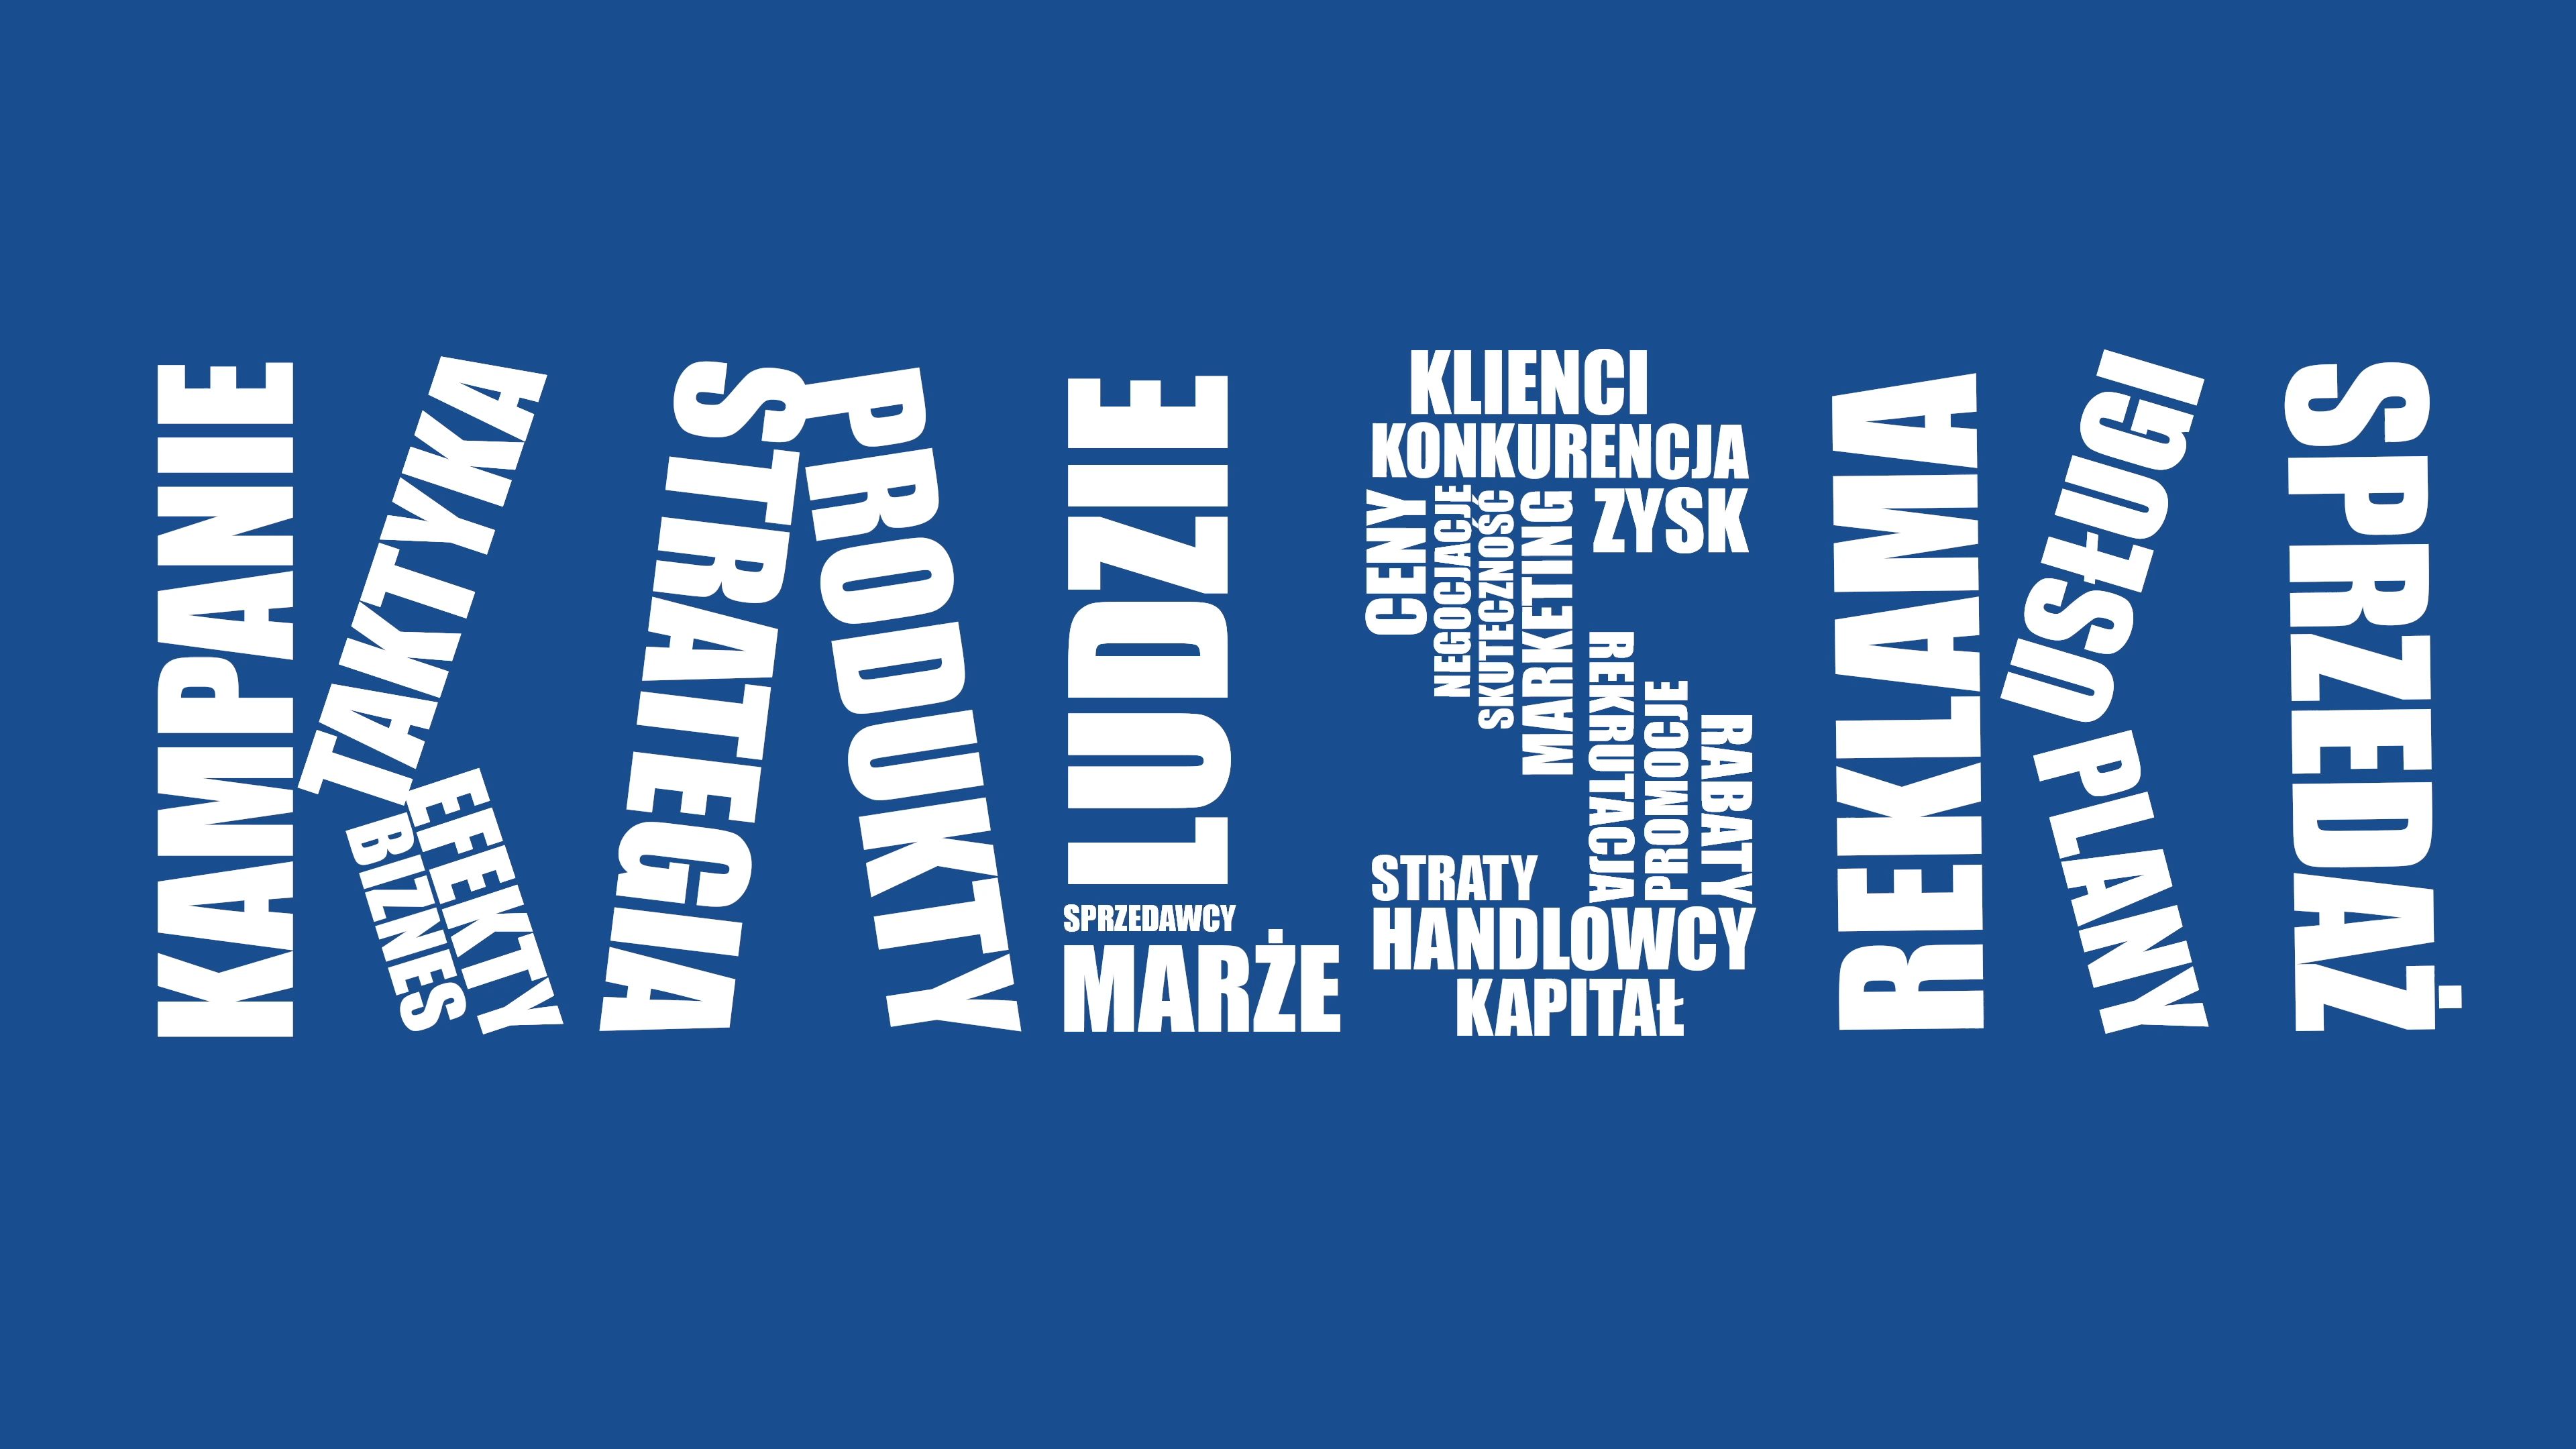 KAMPANIE
TAKTYKA
EFEKTY
BIZNES
STRATEGIA
PRODUKTY
LUDZIE
SPRZEDAWCY
MARŻE
KLIENCI
KONKURENCJA
CENY
NEGOCJACJE
SKUTECZNOŚĆ
MARKETING
ZYSK
REKRUTACJA
PROMOCJE
RABATY
STRATY
HANDLOWCY
KAPITAŁ
REKLAMA
USŁUGI
PLANY
SPRZEDAŻ